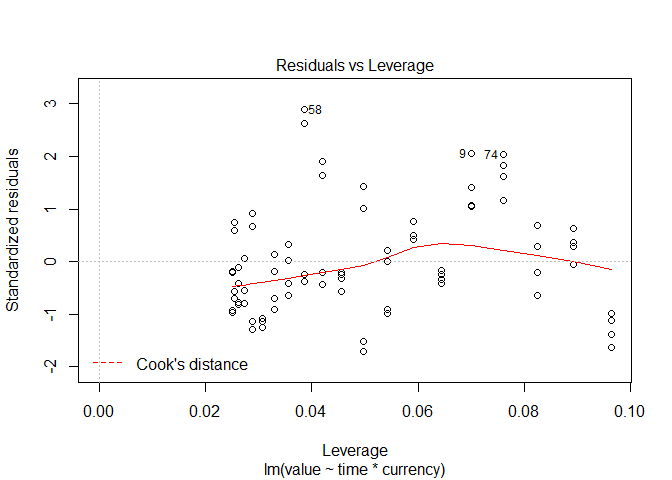 Residuals vs Leverage
Standardized residuals
3
2
1
0
-1
-2
58
9
74
Cook's distance
0.00 0.02 0.04 0.06 0.08 0.10
Leverage
lm(value ~ time * currency)